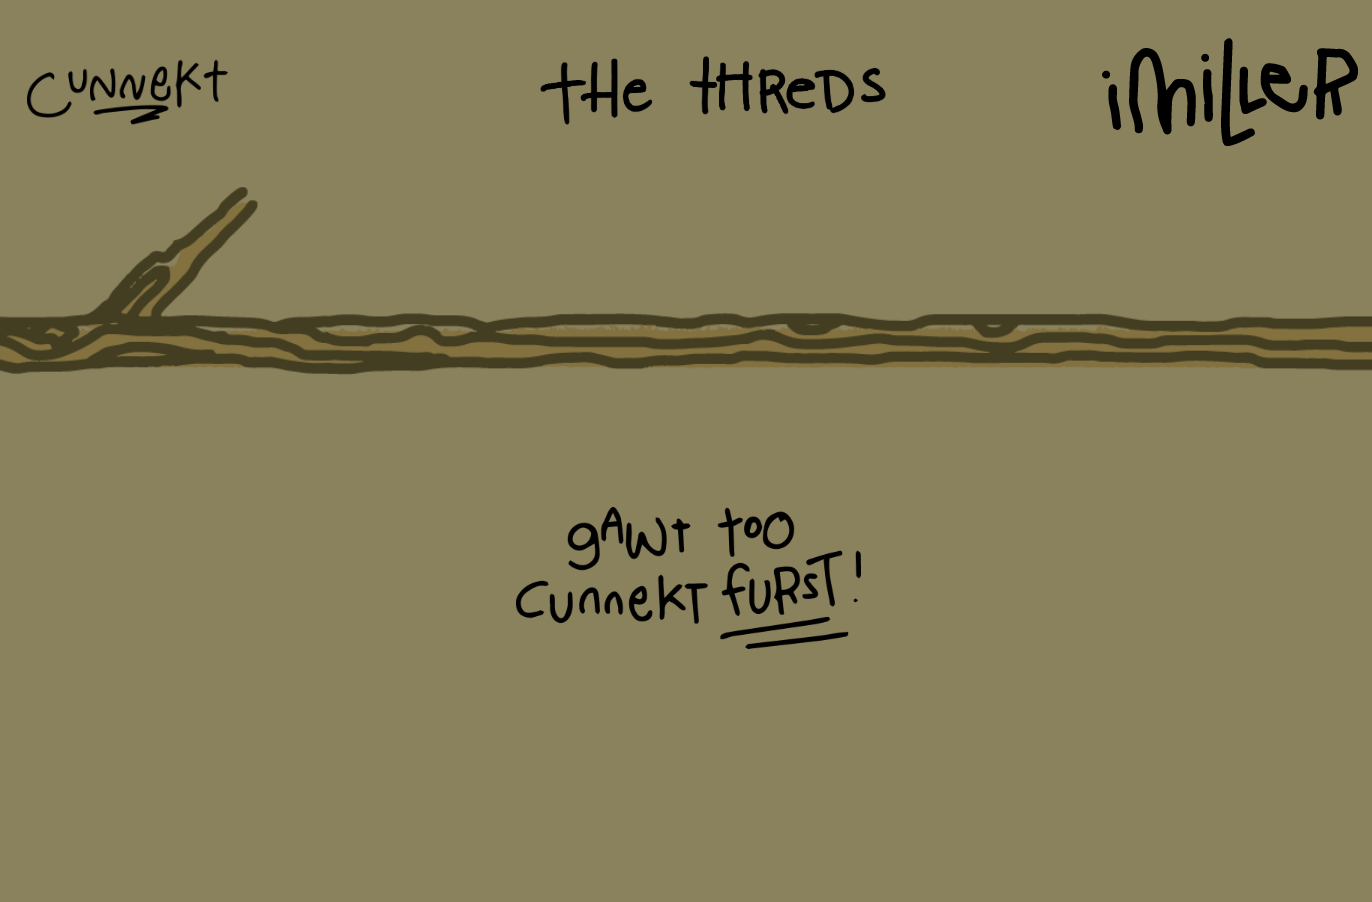 cunnekt
the threds
imiller
gawt too
cunnekt furst!